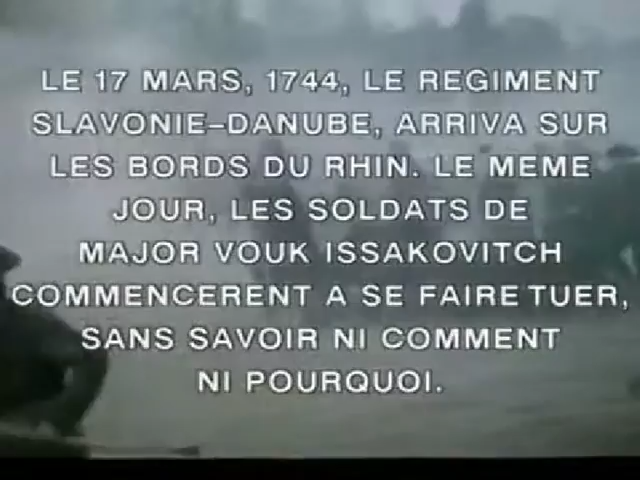 LE 17 MARS, 1744, LE REGIMENT
SLAVONIE–DANUBE, ARRIVA SUR
LES BORDS DU RHIN. LE MEME
JOUR, LES SOLDATS DE
MAJOR VOUK ISSAKOVITCH
COMMENCERENT A SE FAIRE TUER,
SANS SAVOIR NI COMMENT
NI POURQUOI.